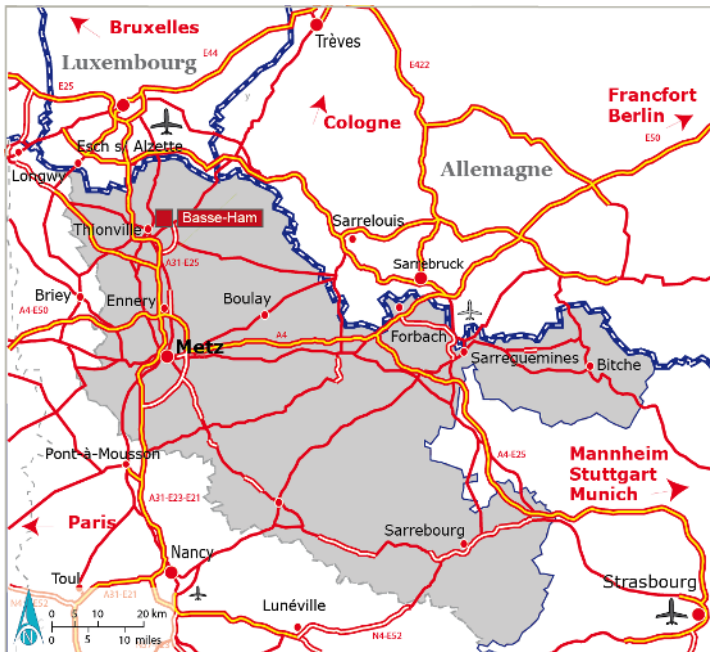 Bruxelles
Trèves
E44
E422
Luxembourg
E25
Francfort
Berlin
E50
Cologne
Esch s/ Alzette
Longwy
Allemagne
Basse-Ham
Thionville
Sarrelouis
A31-E25
Sarrebruck
Briey
Ennery
Boulay
A4-E50
Forbach
A4
Metz
Sarreguemines
Bitche
Pont-à-Mousson
A4-E25
Mannheim
Stuttgart
Munich
A31-E23-E21
Paris
Sarrebourg
Nancy
Toul
Strasbourg
A31-E21
N4-E52
Lunéville
0 5 10 20 km
0 5 10 miles
N4-E52
N